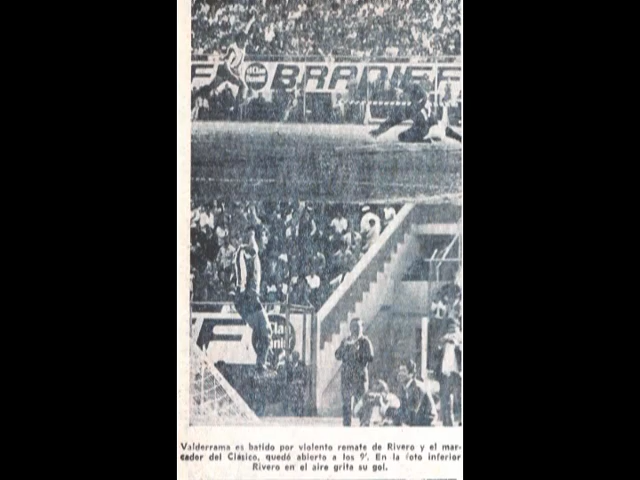 F BRADIEF
Valderrama es batido por violento remate de Rivero y el mar-
cador del Clásico, quedó abierto a los 9'. En la foto inferior
Rivero en el aire grita su gol.